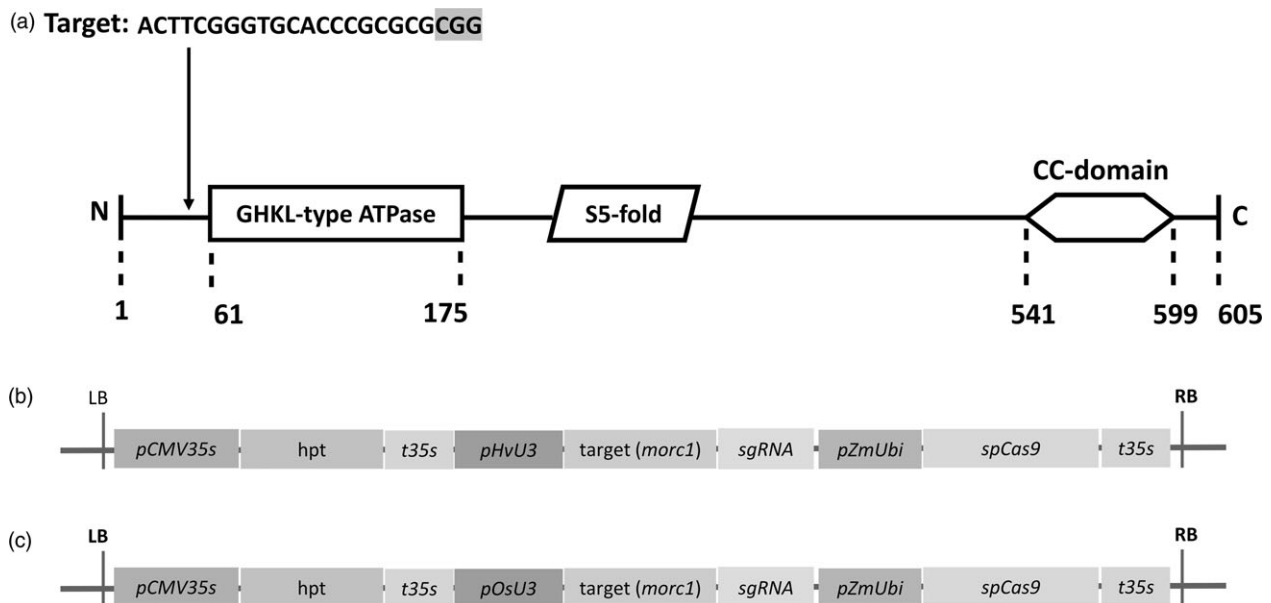 (a) Target: ACTTCGGGTGCACCCGCGCGCGG
CC-domain
N GHKL-type ATPase S5-fold C
1 61 175 541 599 605
(b) LB RB
pCMV35s hpt t35s pHvU3 target (morc1) sgRNA pZmUbi spCas9 t35s
(c) LB RB
pCMV35s hpt t35s pOsU3 target (morc1) sgRNA pZmUbi spCas9 t35s